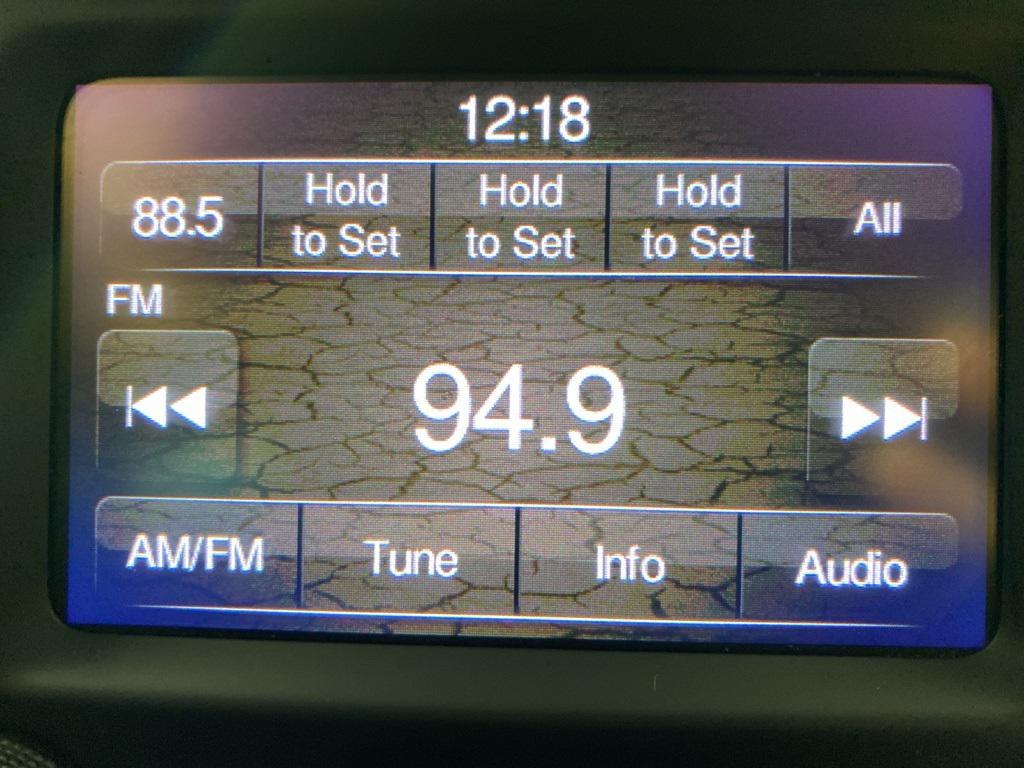 12:18
88.5
Hold
to Set
Hold
to Set
Hold
to Set
All
FM
94.9
AM/FM
Tune
Info
Audio